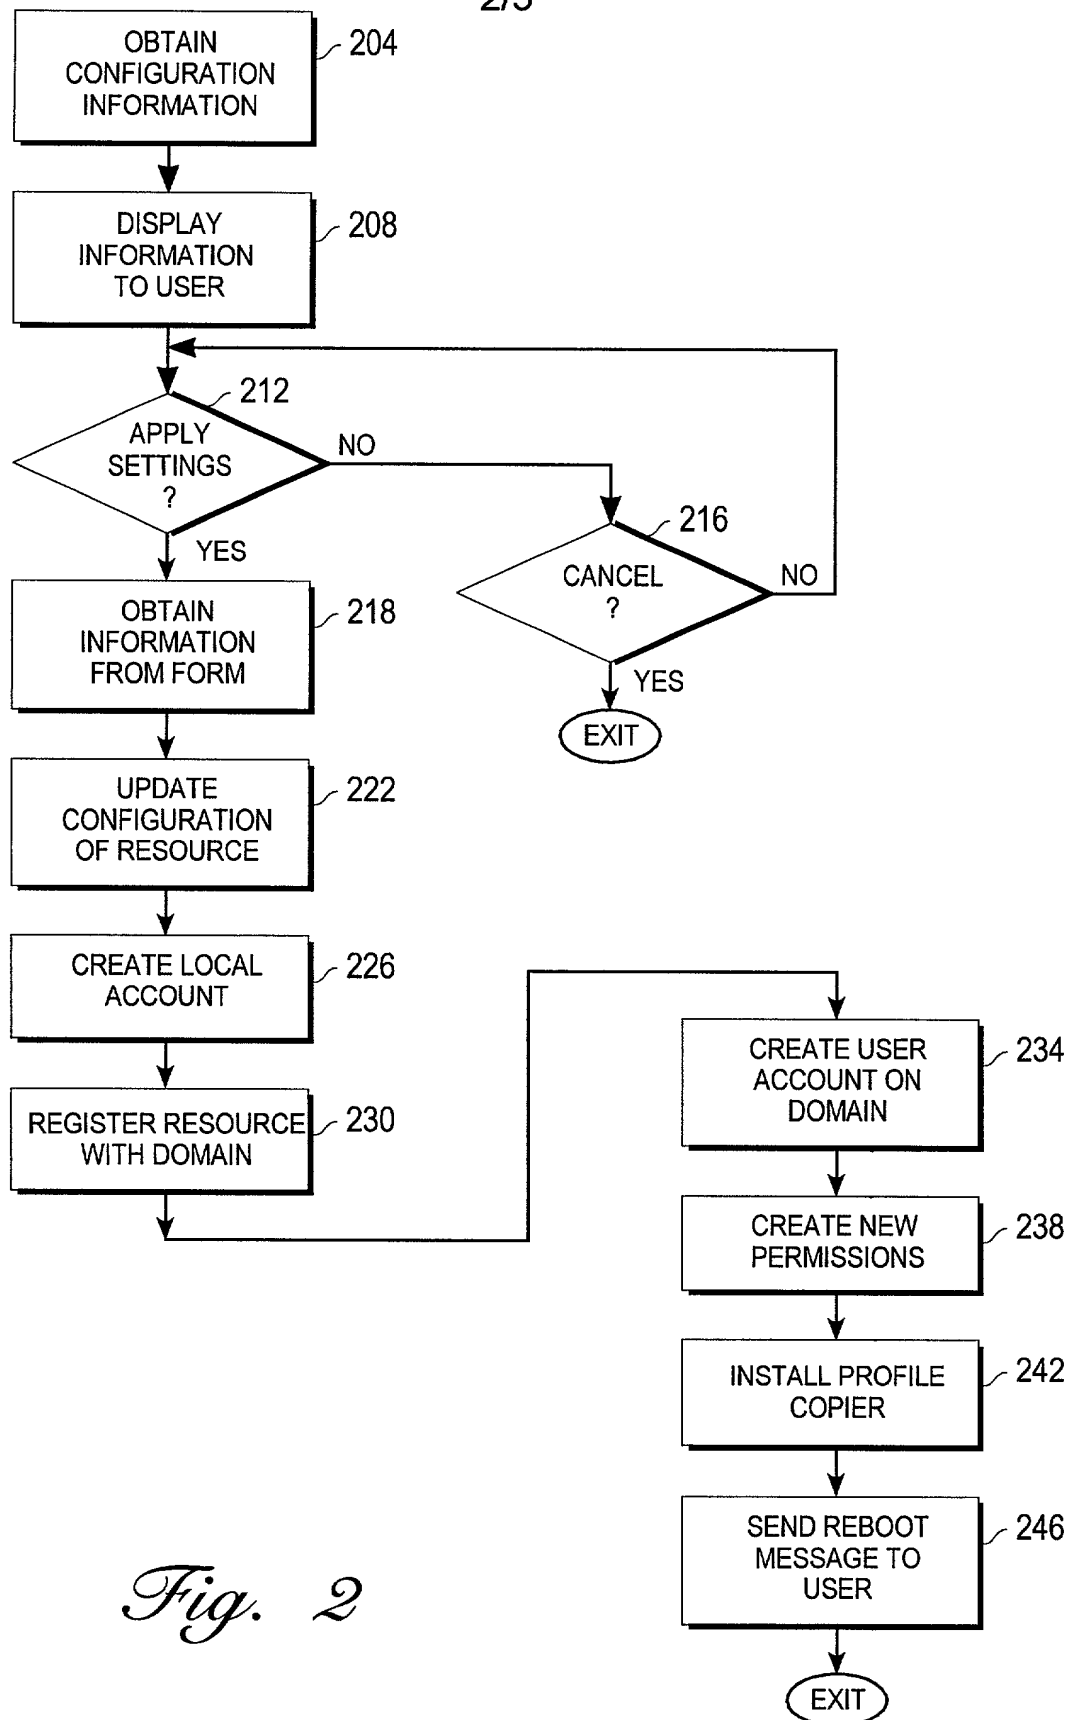 2/5
OBTAIN
CONFIGURATION
INFORMATION
204
DISPLAY
INFORMATION
TO USER
208
212
APPLY
SETTINGS
?
NO
YES
216
CANCEL
?
NO
YES
EXIT
OBTAIN
INFORMATION
FROM FORM
218
UPDATE
CONFIGURATION
OF RESOURCE
222
CREATE LOCAL
ACCOUNT
226
REGISTER RESOURCE
WITH DOMAIN
230
CREATE USER
ACCOUNT ON
DOMAIN
234
CREATE NEW
PERMISSIONS
238
INSTALL PROFILE
COPIER
242
SEND REBOOT
MESSAGE TO
USER
246
EXIT
Fig. 2